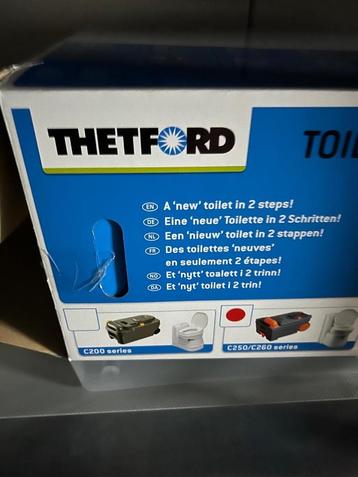 THETFORD
TOIL
EN A 'new' toilet in 2 steps!
DE Eine 'neue' Toilette in 2 Schritten!
NL Een 'nieuw' toilet in 2 stappen!
FR Des toilettes 'neuves'
en seulement 2 étapes!
NO Et 'nytt' toalett i 2 trinn!
DA Et 'nyt' toilet i 2 trin!
C200 series
C250/C260 series